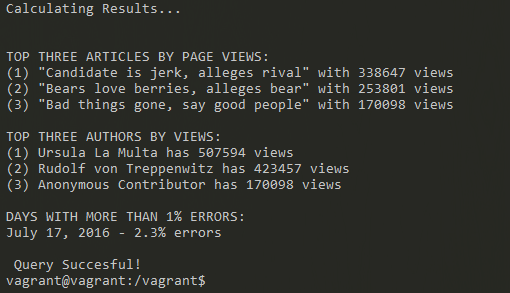 Calculating Results...
TOP THREE ARTICLES BY PAGE VIEWS:
(1) "Candidate is jerk, alleges rival" with 338647 views
(2) "Bears love berries, alleges bear" with 253801 views
(3) "Bad things gone, say good people" with 170098 views
TOP THREE AUTHORS BY VIEWS:
(1) Ursula La Multa has 507594 views
(2) Rudolf von Treppenwitz has 423457 views
(3) Anonymous Contributor has 170098 views
DAYS WITH MORE THAN 1% ERRORS:
July 17, 2016 - 2.3% errors
Query Succesful!
vagrant@vagrant:/vagrant$